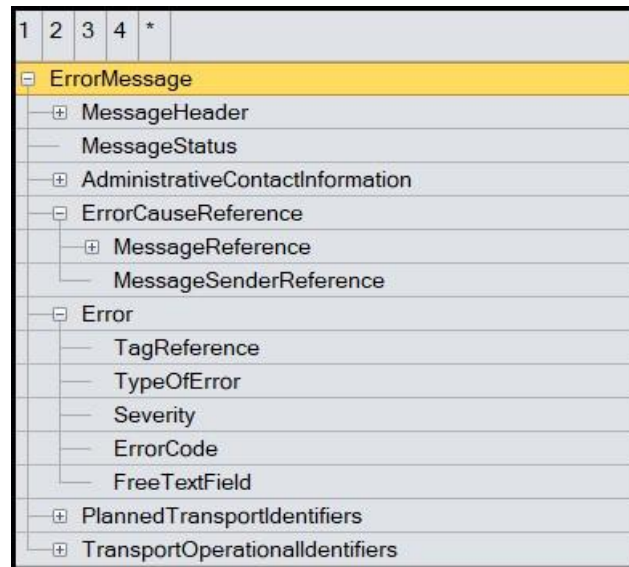 1 2 3 4 *
ErrorMessage
MessageHeader
MessageStatus
AdministrativeContactInformation
ErrorCauseReference
MessageReference
MessageSenderReference
Error
TagReference
TypeOfError
Severity
ErrorCode
FreeTextField
PlannedTransportIdentifiers
TransportOperationalIdentifiers